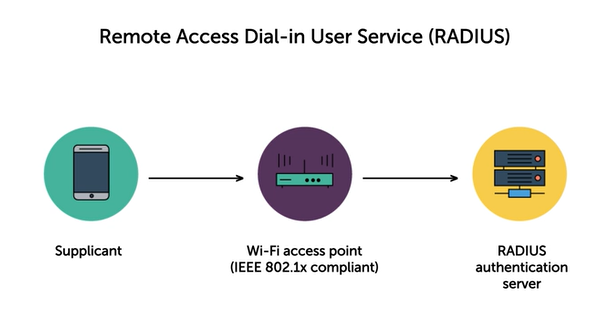 Remote Access Dial-in User Service (RADIUS)
Supplicant
Wi-Fi access point
(IEEE 802.1x compliant)
RADIUS
authentication
server